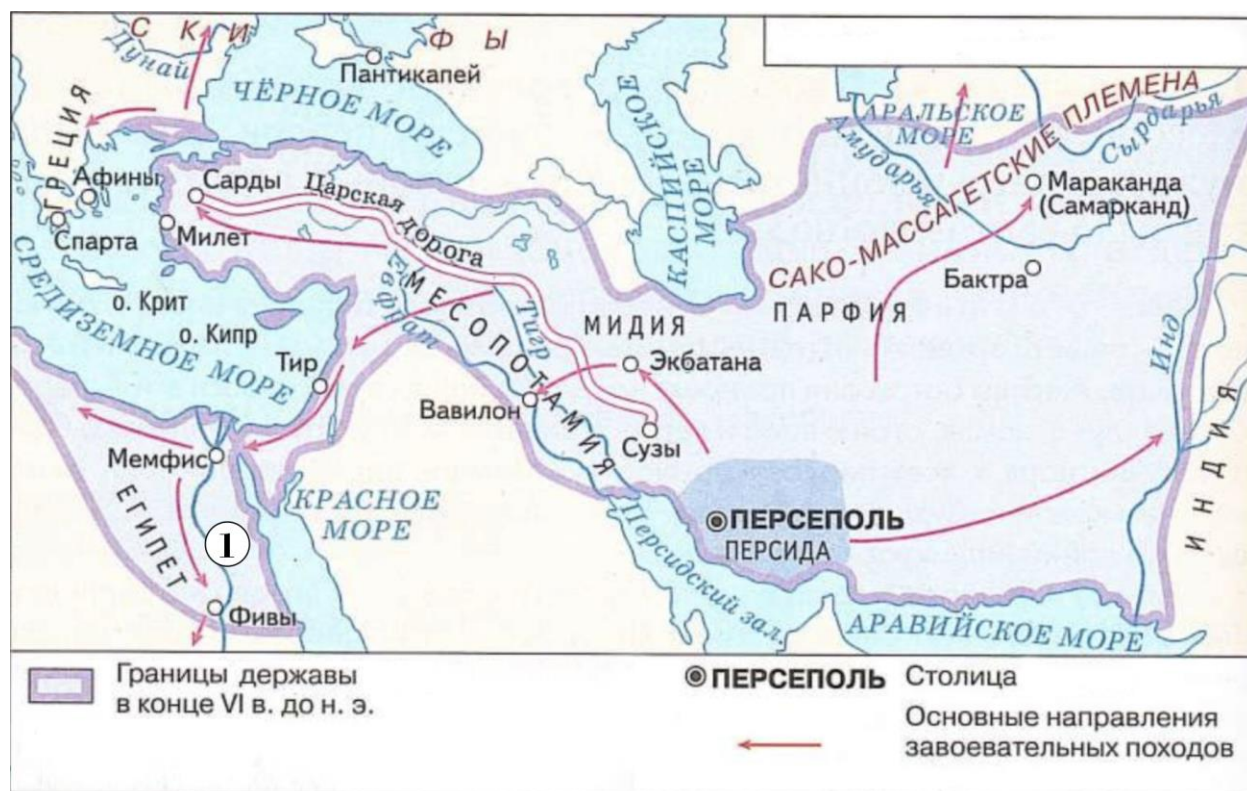 СКИФЫ
Дунай
Пантикапей
ЧЁРНОЕ МОРЕ
ГРЕЦИЯ
Афины
Спарта
Сарды
Милет
Царская дорога
КАСПИЙСКОЕ
МОРЕ
АРАЛЬСКОЕ
МОРЕ
Амударья
Сырдарья
САКО-МАССАГЕТСКИЕ ПЛЕМЕНА
Мараканда
(Самарканд)
Бактра
ПАРФИЯ
Инд
ИНДИЯ
СРЕДИЗЕМНОЕ МОРЕ
о. Крит
о. Кипр
Тир
Евфрат
МЕСОПОТАМИЯ
Тигр
МИДИЯ
Экбатана
Вавилон
Сузы
Мемфис
ЕГИПЕТ
1
КРАСНОЕ
МОРЕ
Фивы
ПЕРСЕПОЛЬ
ПЕРСИДА
Персидский зал.
АРАВИЙСКОЕ МОРЕ
Границы державы
в конце VI в. до н. э.
ПЕРСЕПОЛЬ Столица
Основные направления
завоевательных походов